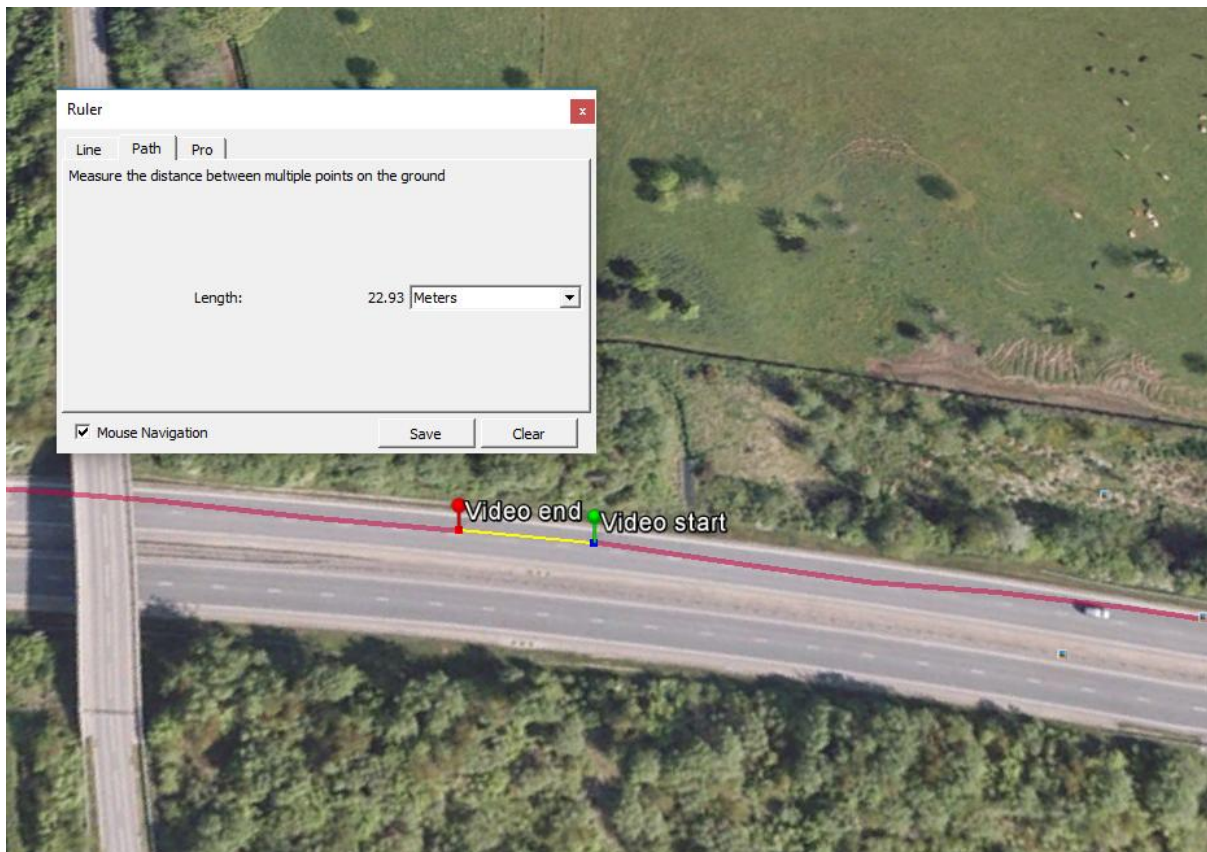 Ruler
x
Line Path Pro
Measure the distance between multiple points on the ground
Length: 22.93 Meters
Mouse Navigation Save Clear
Video end
Video start